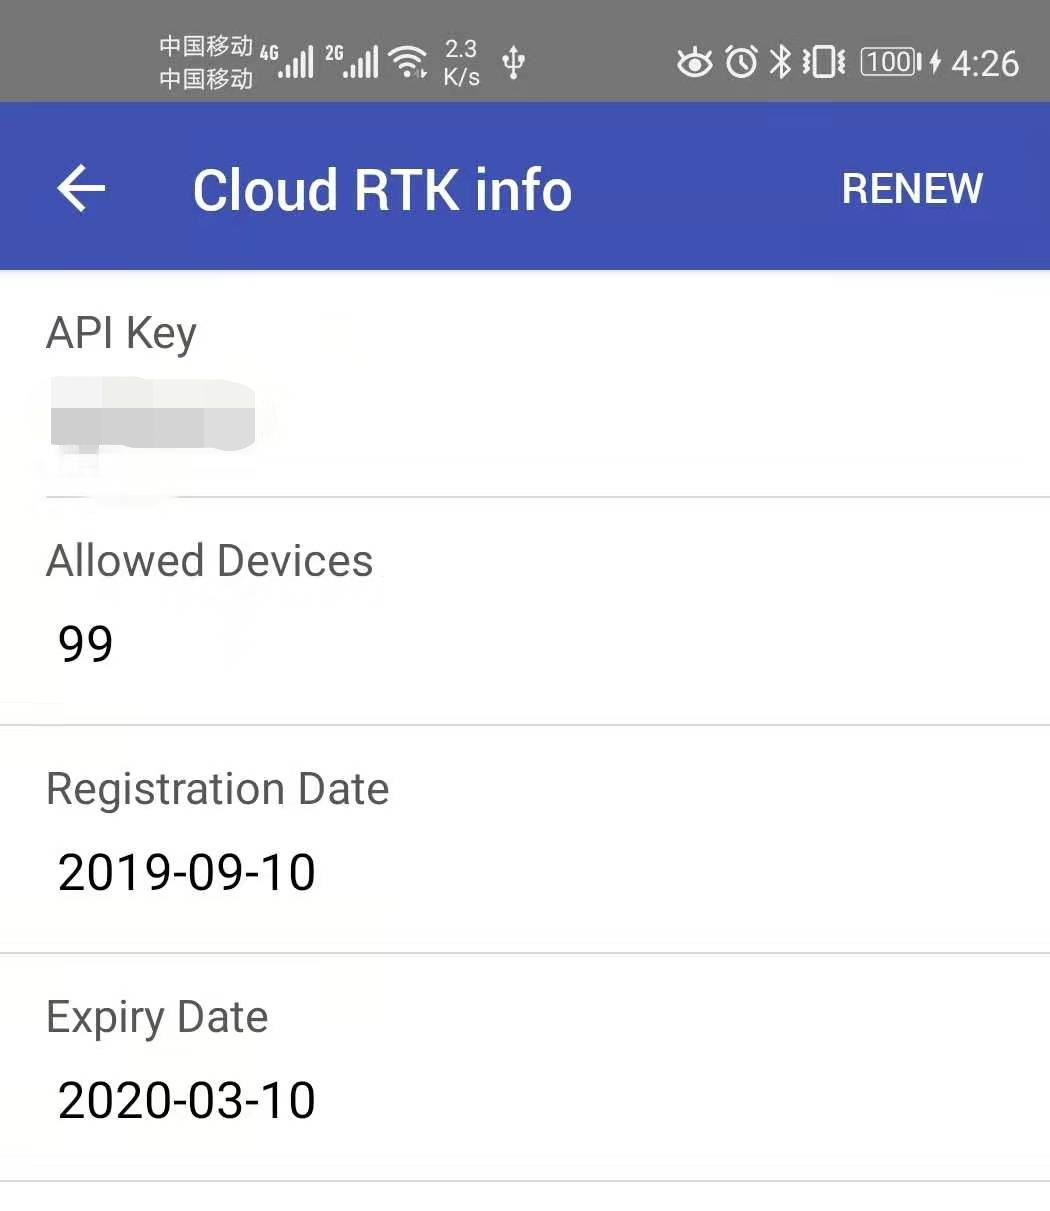 中国移动 4G 2G 2.3 100 4:26
中国移动 K/s
Cloud RTK info RENEW
API Key
Allowed Devices
99
Registration Date
2019-09-10
Expiry Date
2020-03-10